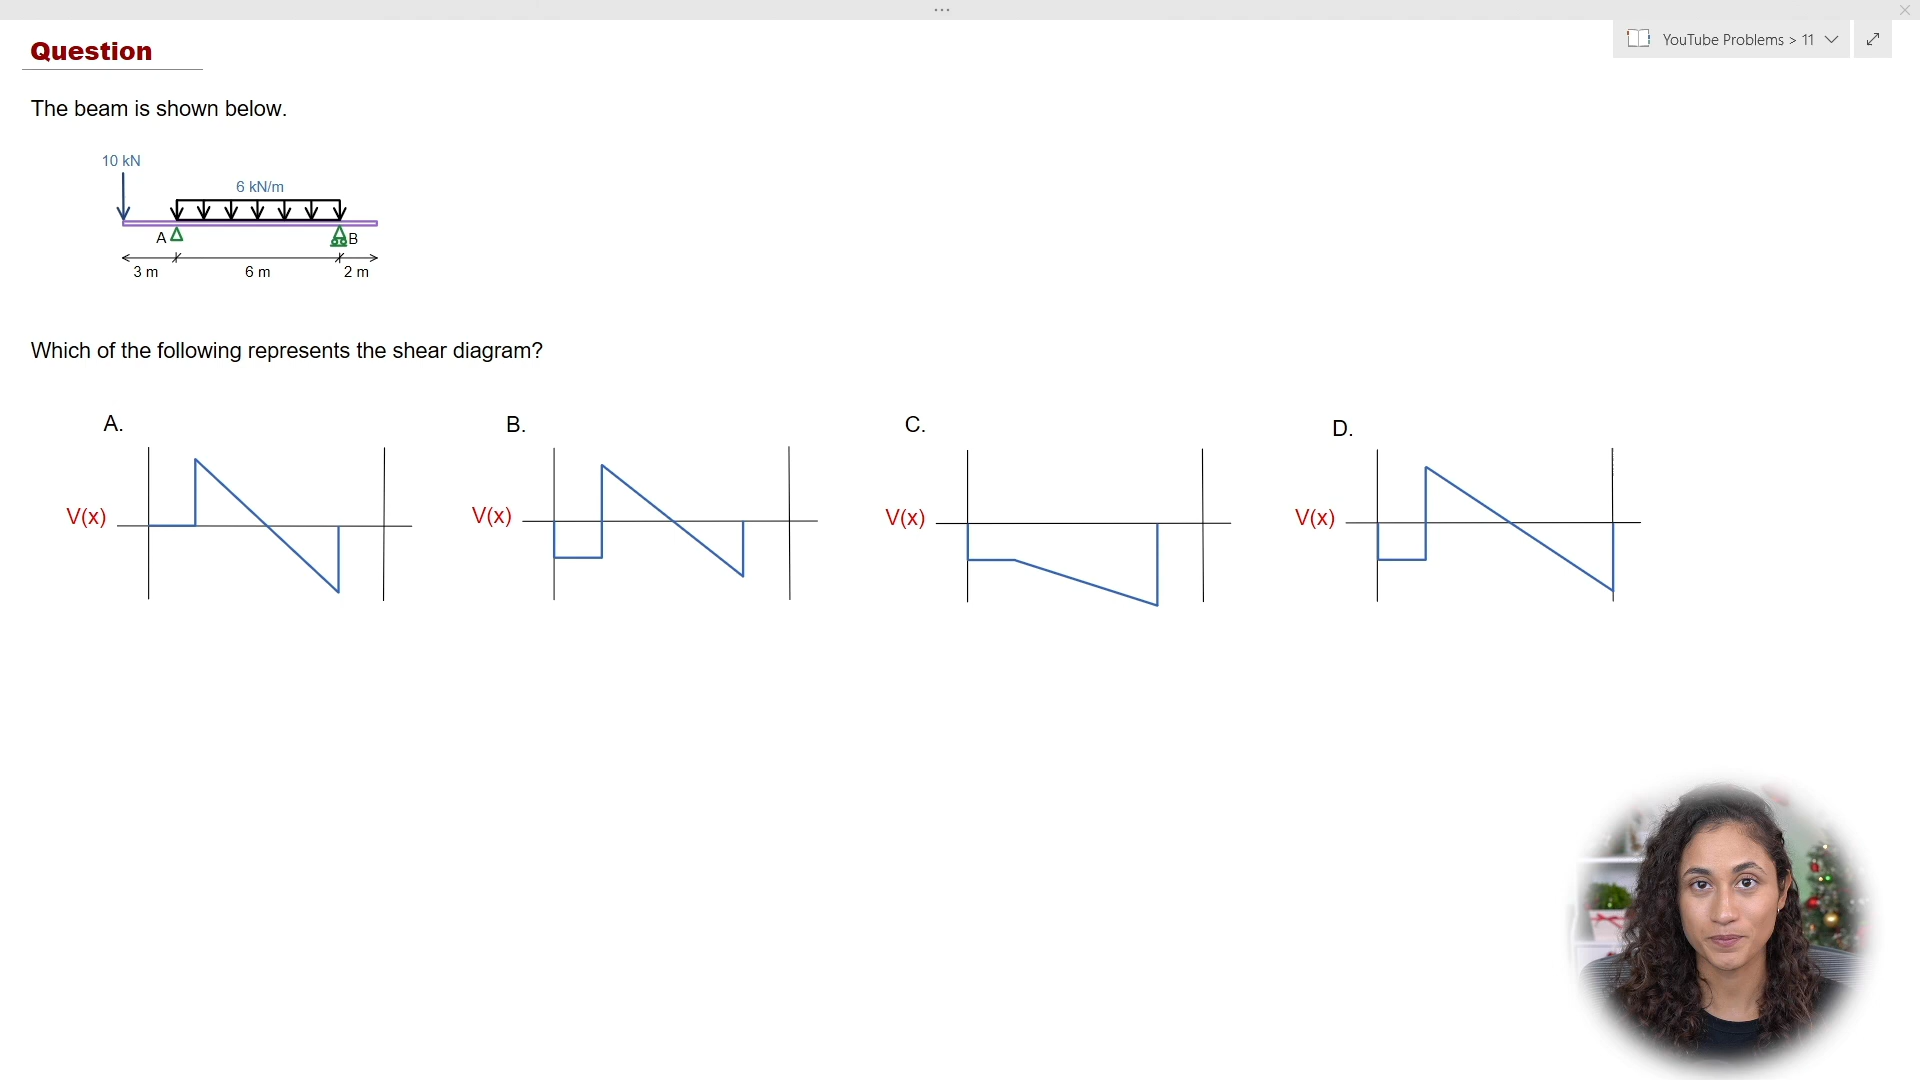 YouTube Problems > 11
Question
The beam is shown below.
10 kN
6 kN/m
A
B
3 m 6 m 2 m
Which of the following represents the shear diagram?
A. B. C. D.
V(x) V(x) V(x) V(x)